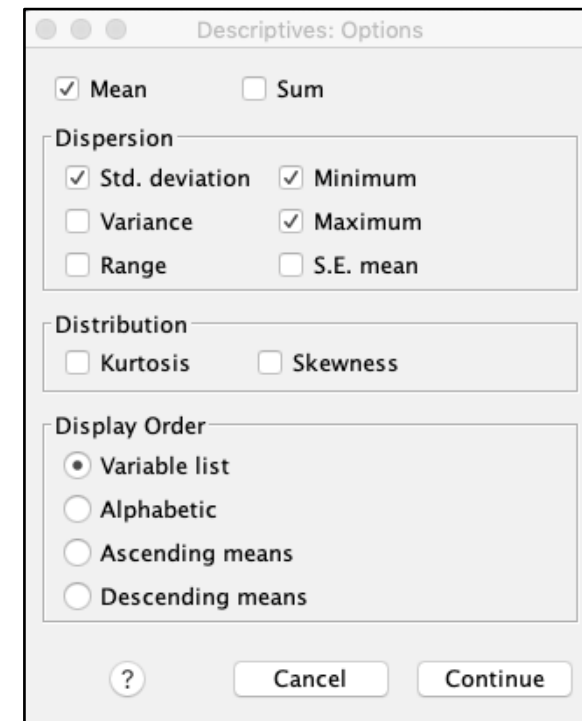 Descriptives: Options
Mean Sum
Dispersion
Std. deviation Minimum
Variance Maximum
Range S.E. mean
Distribution
Kurtosis Skewness
Display Order
Variable list
Alphabetic
Ascending means
Descending means
? Cancel Continue